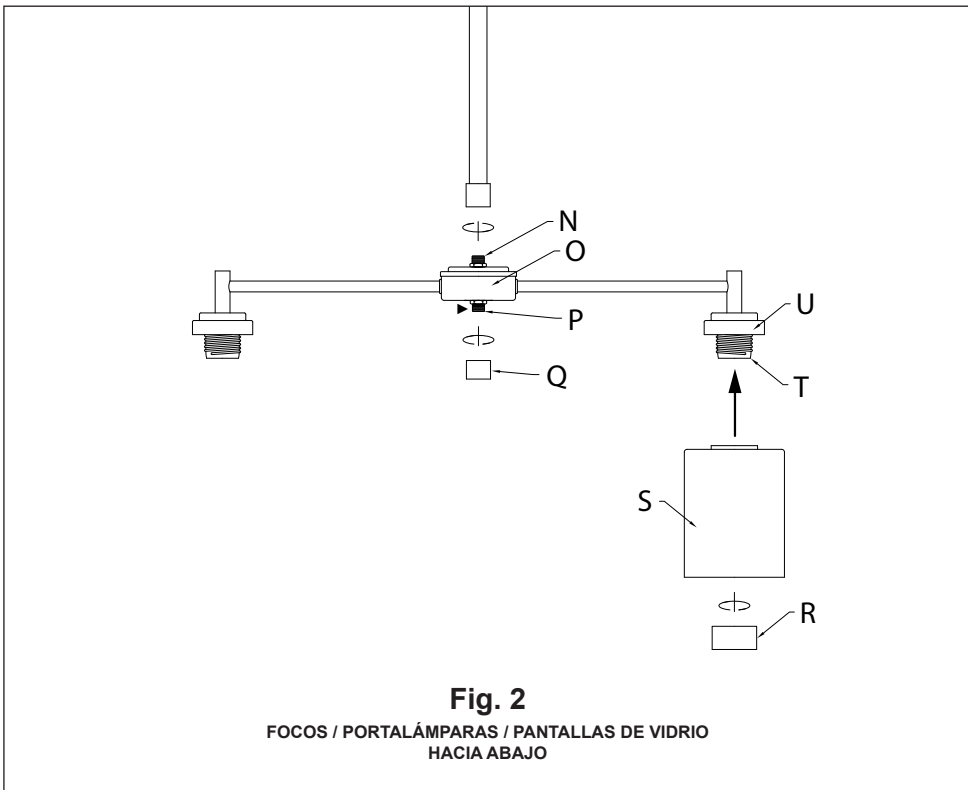 N
O
P
Q
U
T
S
R
Fig. 2
FOCOS / PORTALÁMPARAS / PANTALLAS DE VIDRIO
HACIA ABAJO